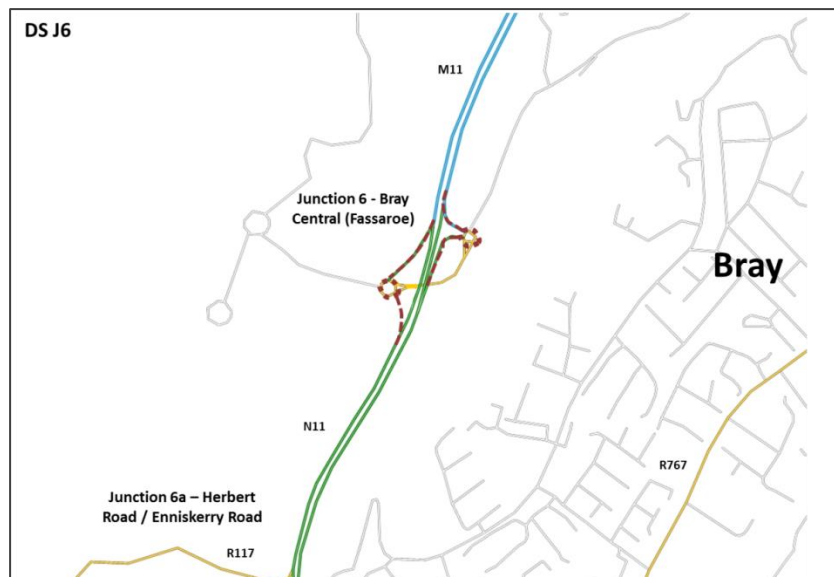 DS J6
M11
Junction 6 - Bray
Central (Fassaroe)
Bray
N11
R767
Junction 6a – Herbert
Road / Enniskerry Road
R117